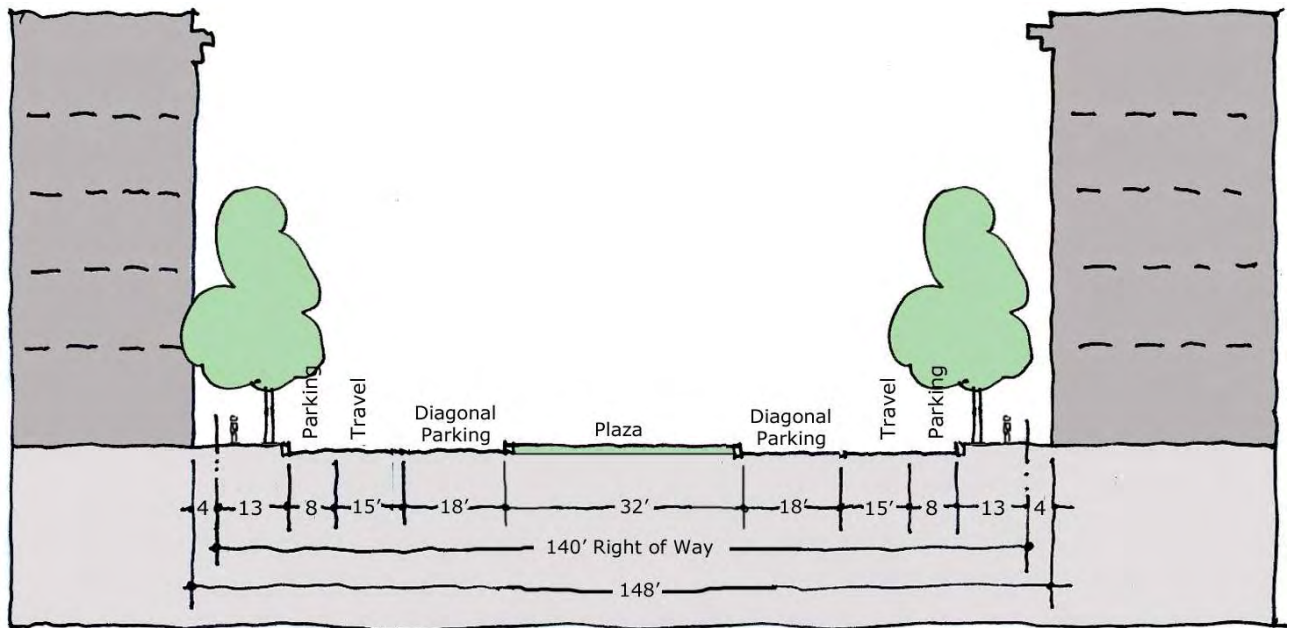 Parking
Travel
Diagonal
Parking
Plaza
Diagonal
Parking
Travel
Parking
4 13 8 15′ 18′ 32′ 18′ 15′ 8 13 4
140′ Right of Way
148′